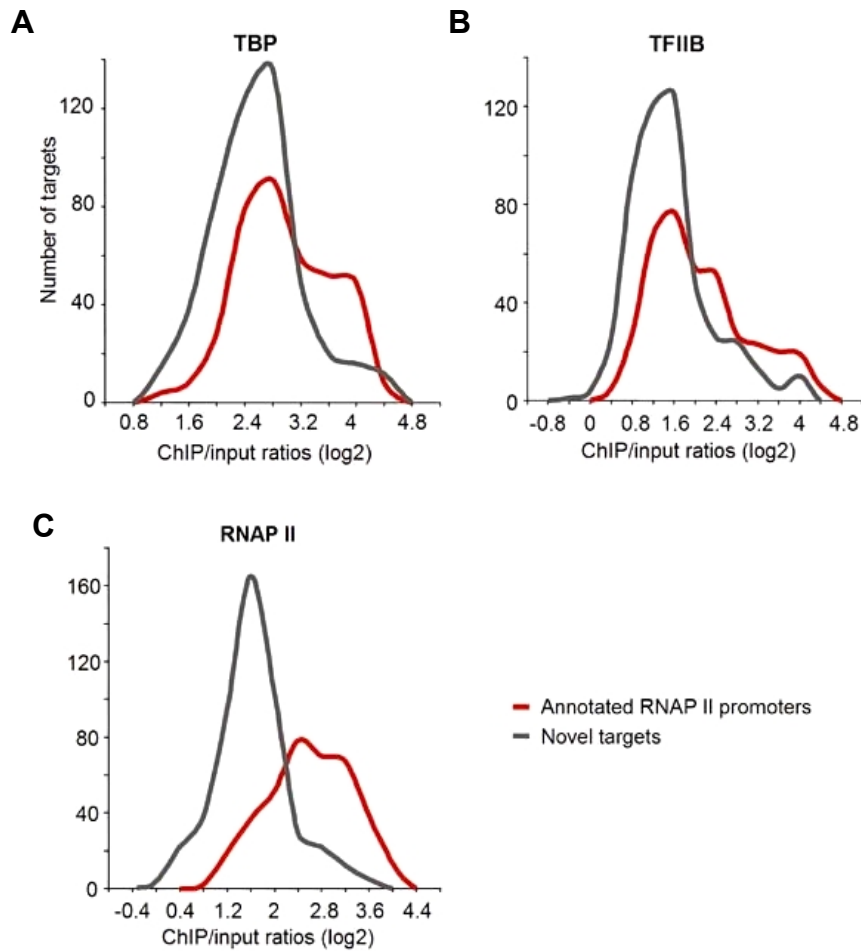 A
TBP
Number of targets
120
80
40
0
0.8 1.6 2.4 3.2 4 4.8
ChIP/input ratios (log2)
B
TFIIB
120
80
40
0
-0.8 0 0.8 1.6 2.4 3.2 4 4.8
ChIP/input ratios (log2)
C
RNAP II
160
120
80
40
0
-0.4 0.4 1.2 2 2.8 3.6 4.4
ChIP/input ratios (log2)
Annotated RNAP II promoters
Novel targets